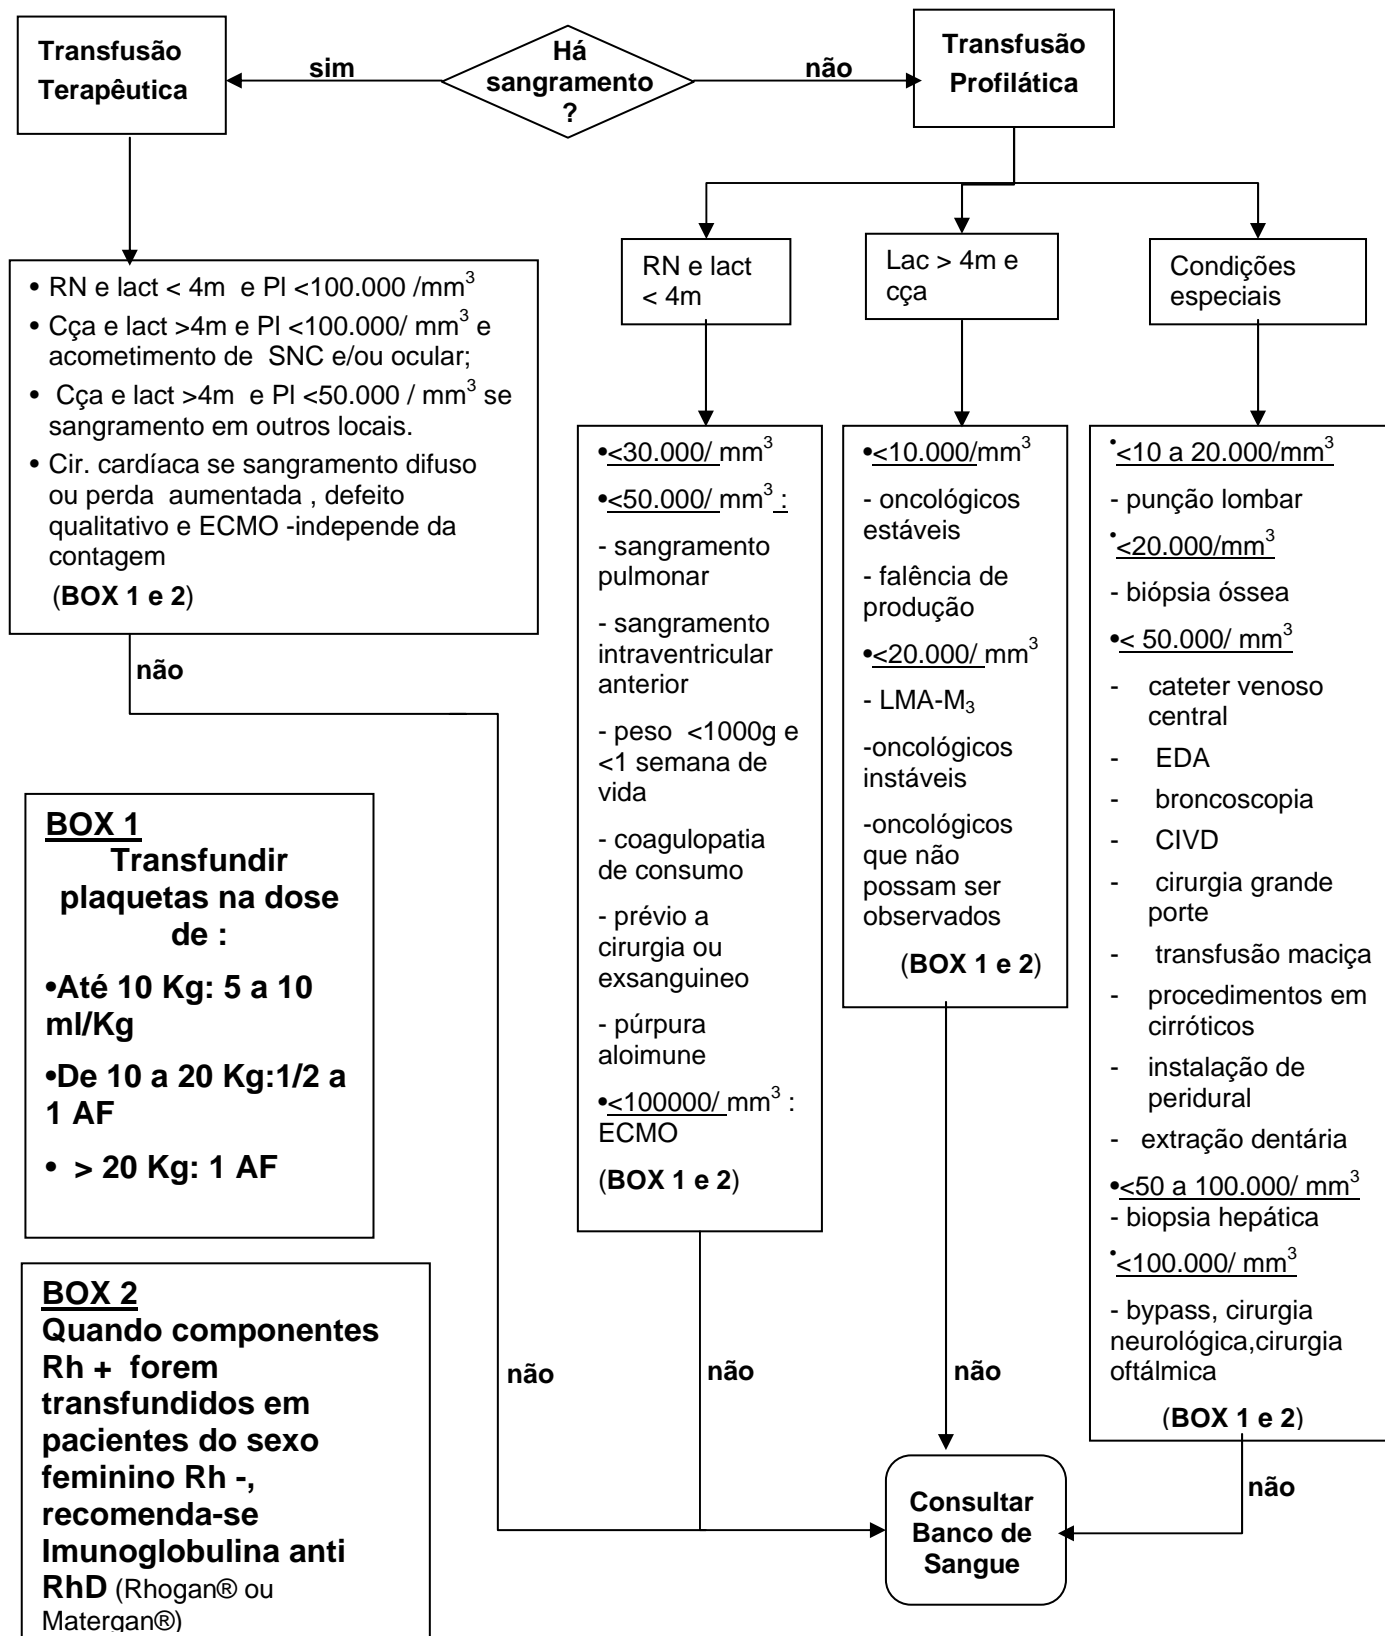 Transfusão
Terapêutica
sim
Há
sangramento
?
não
Transfusão
Profilática
• RN e lact < 4m e Pl <100.000 /mm³
• Cça e lact >4m e Pl <100.000/ mm³ e
acometimento de SNC e/ou ocular;
• Cça e lact >4m e Pl <50.000 / mm³ se
sangramento em outros locais.
• Cir. cardíaca se sangramento difuso
ou perda aumentada , defeito
qualitativo e ECMO -independe da
contagem
(BOX 1 e 2)
não
RN e lact
< 4m
Lac > 4m e
cça
Condições
especiais
•<30.000/ mm³
•<50.000/ mm³ :
- sangramento
pulmonar
- sangramento
intraventricular
anterior
- peso <1000g e
<1 semana de
vida
- coagulopatia
de consumo
- prévio a
cirurgia ou
exsanguineo
- púrpura
aloimune
•<100000/ mm³ :
ECMO
(BOX 1 e 2)
•<10.000/mm³
- oncológicos
estáveis
- falência de
produção
•<20.000/ mm³
- LMA-M₃
-oncológicos
instáveis
-oncológicos
que não
possam ser
observados
(BOX 1 e 2)
•<10 a 20.000/mm³
- punção lombar
•<20.000/mm³
- biópsia óssea
•< 50.000/ mm³
- cateter venoso
central
- EDA
- broncoscopia
- CIVD
- cirurgia grande
porte
- transfusão maciça
- procedimentos em
cirróticos
- instalação de
peridural
- extração dentária
•<50 a 100.000/ mm³
- biopsia hepática
•<100.000/ mm³
- bypass, cirurgia
neurológica,cirurgia
oftálmica
(BOX 1 e 2)
BOX 1
Transfundir
plaquetas na dose
de :
•Até 10 Kg: 5 a 10
ml/Kg
•De 10 a 20 Kg:1/2 a
1 AF
• > 20 Kg: 1 AF
BOX 2
Quando componentes
Rh + forem
transfundidos em
pacientes do sexo
feminino Rh -,
recomenda-se
Imunoglobulina anti
RhD (Rhogan® ou
Matergan®)
não
não
não
não
Consultar
Banco de
Sangue